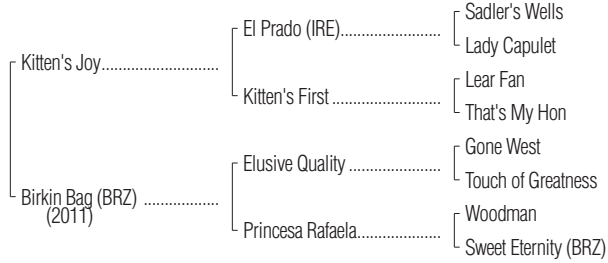 Sadler's Wells
El Prado (IRE)..........................
Lady Capulet
Kitten's Joy..............................
Lear Fan
Kitten's First ............................
That's My Hon
Gone West
Elusive Quality ........................
Touch of Greatness
Birkin Bag (BRZ) ...................
(2011)
Woodman
Princesa Rafaela......................
Sweet Eternity (BRZ)